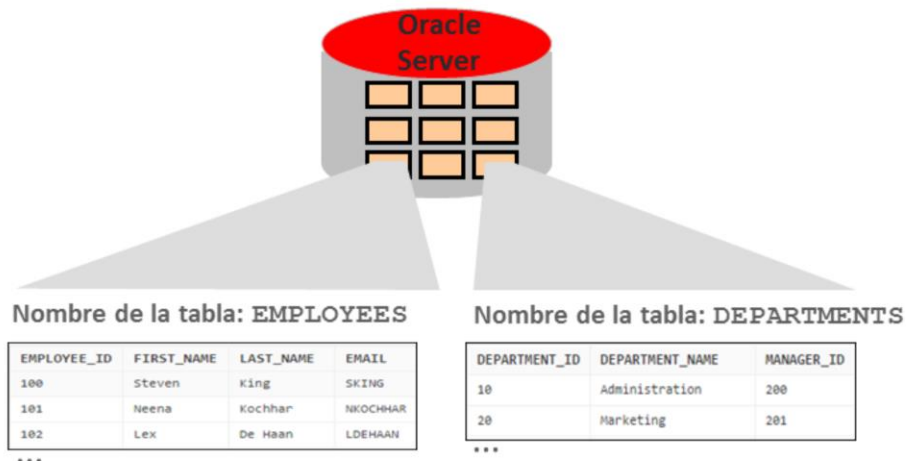 Oracle
Server
Nombre de la tabla: EMPLOYEES
EMPLOYEE_ID FIRST_NAME LAST_NAME EMAIL
100 Steven King SKING
101 Neena Kochhar NKOCHHAR
102 Lex De Haan LDEHAAN
...
Nombre de la tabla: DEPARTMENTS
DEPARTMENT_ID DEPARTMENT_NAME MANAGER_ID
10 Administration 200
20 Marketing 201
...